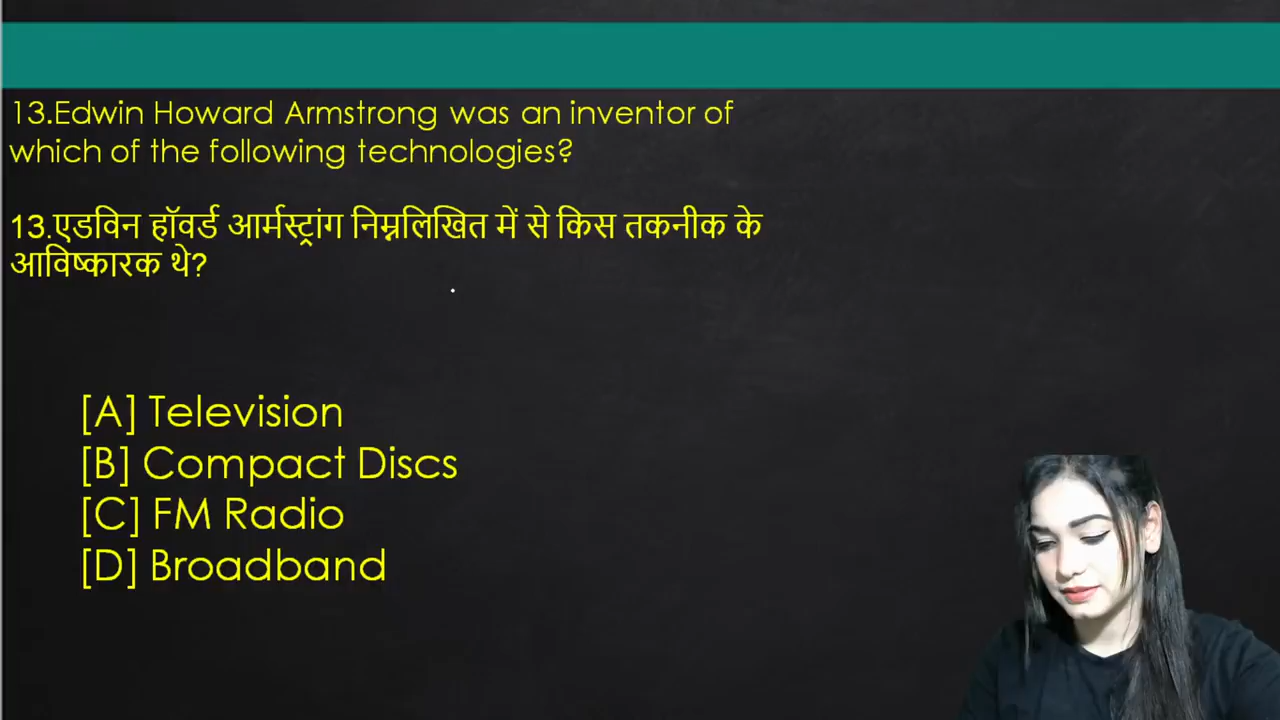 13.Edwin Howard Armstrong was an inventor of
which of the following technologies?
13.एडविन हॉवर्ड आर्मस्ट्रांग निम्नलिखित में से किस तकनीक के
आविष्कारक थे?
[A] Television
[B] Compact Discs
[C] FM Radio
[D] Broadband